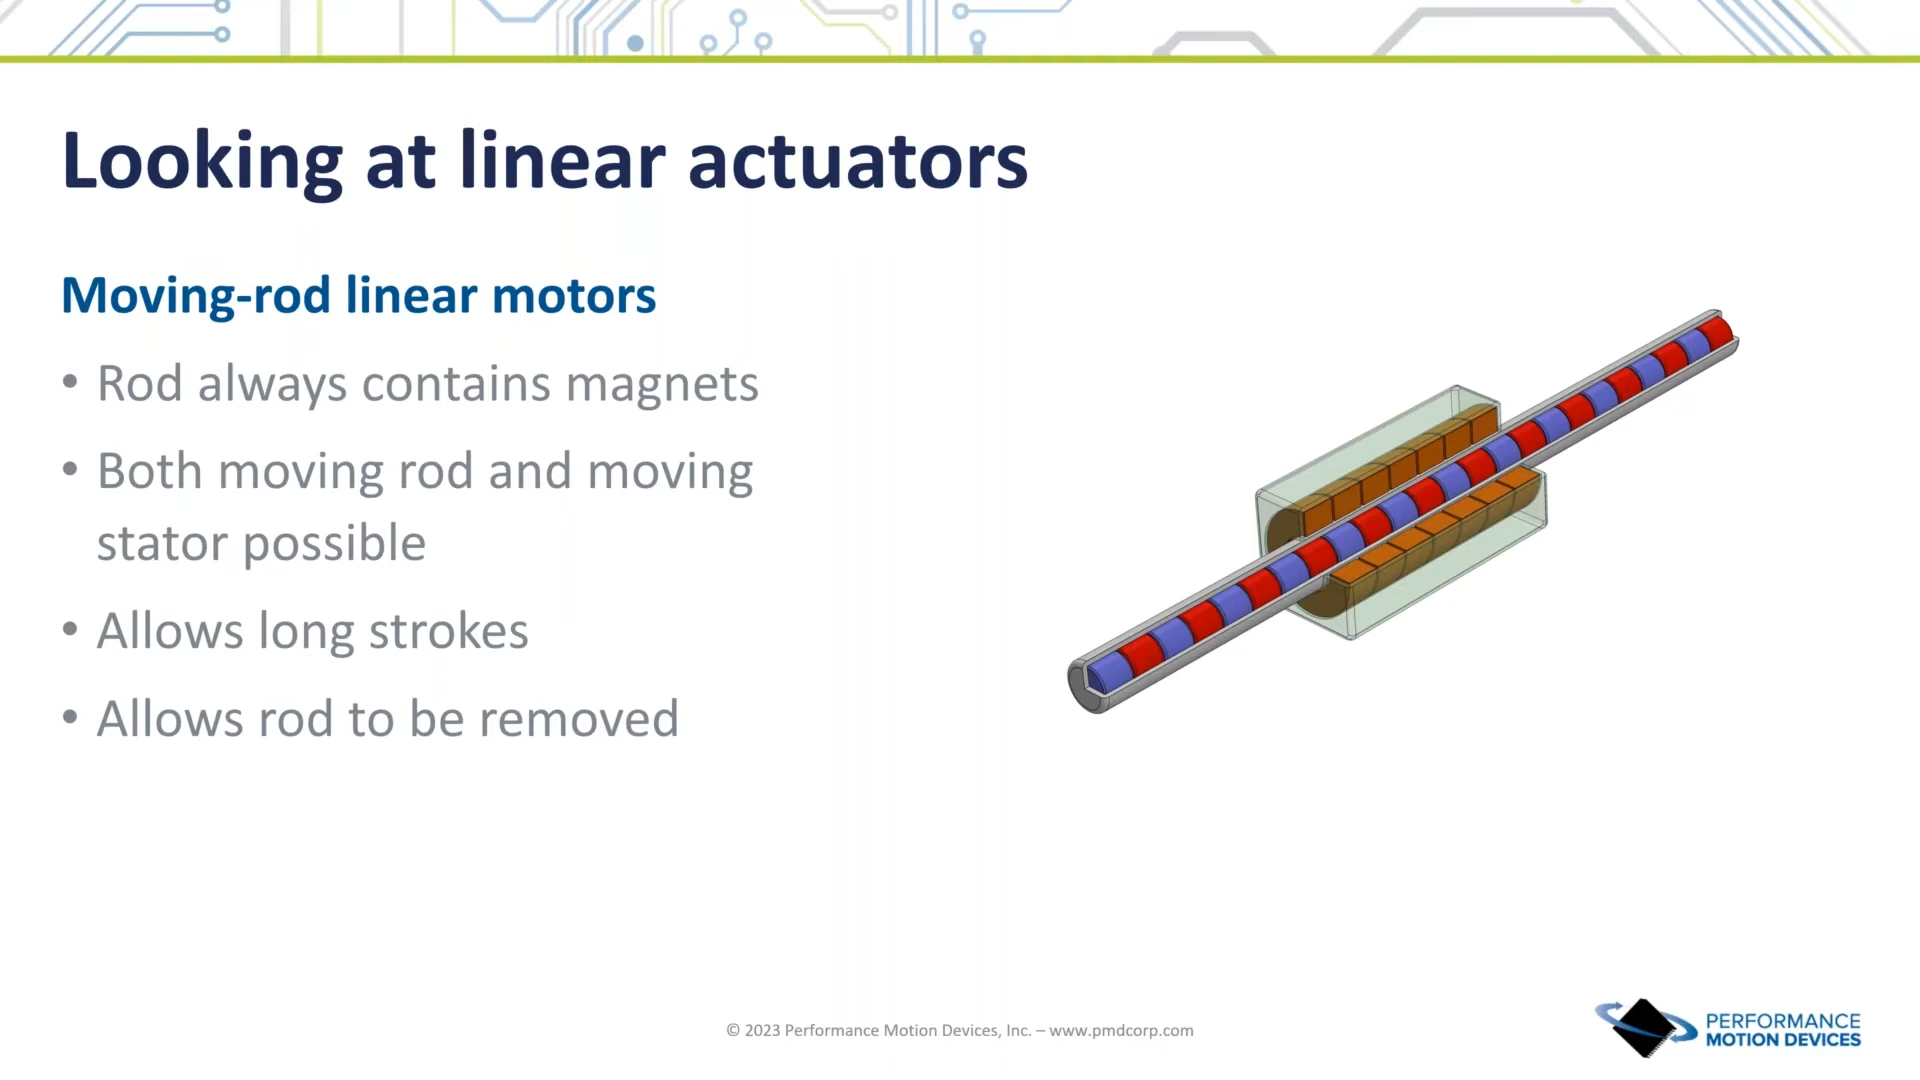 Looking at linear actuators
Moving-rod linear motors
• Rod always contains magnets
• Both moving rod and moving
stator possible
• Allows long strokes
• Allows rod to be removed
© 2023 Performance Motion Devices, Inc. – www.pmdcorp.com
PERFORMANCE
MOTION DEVICES